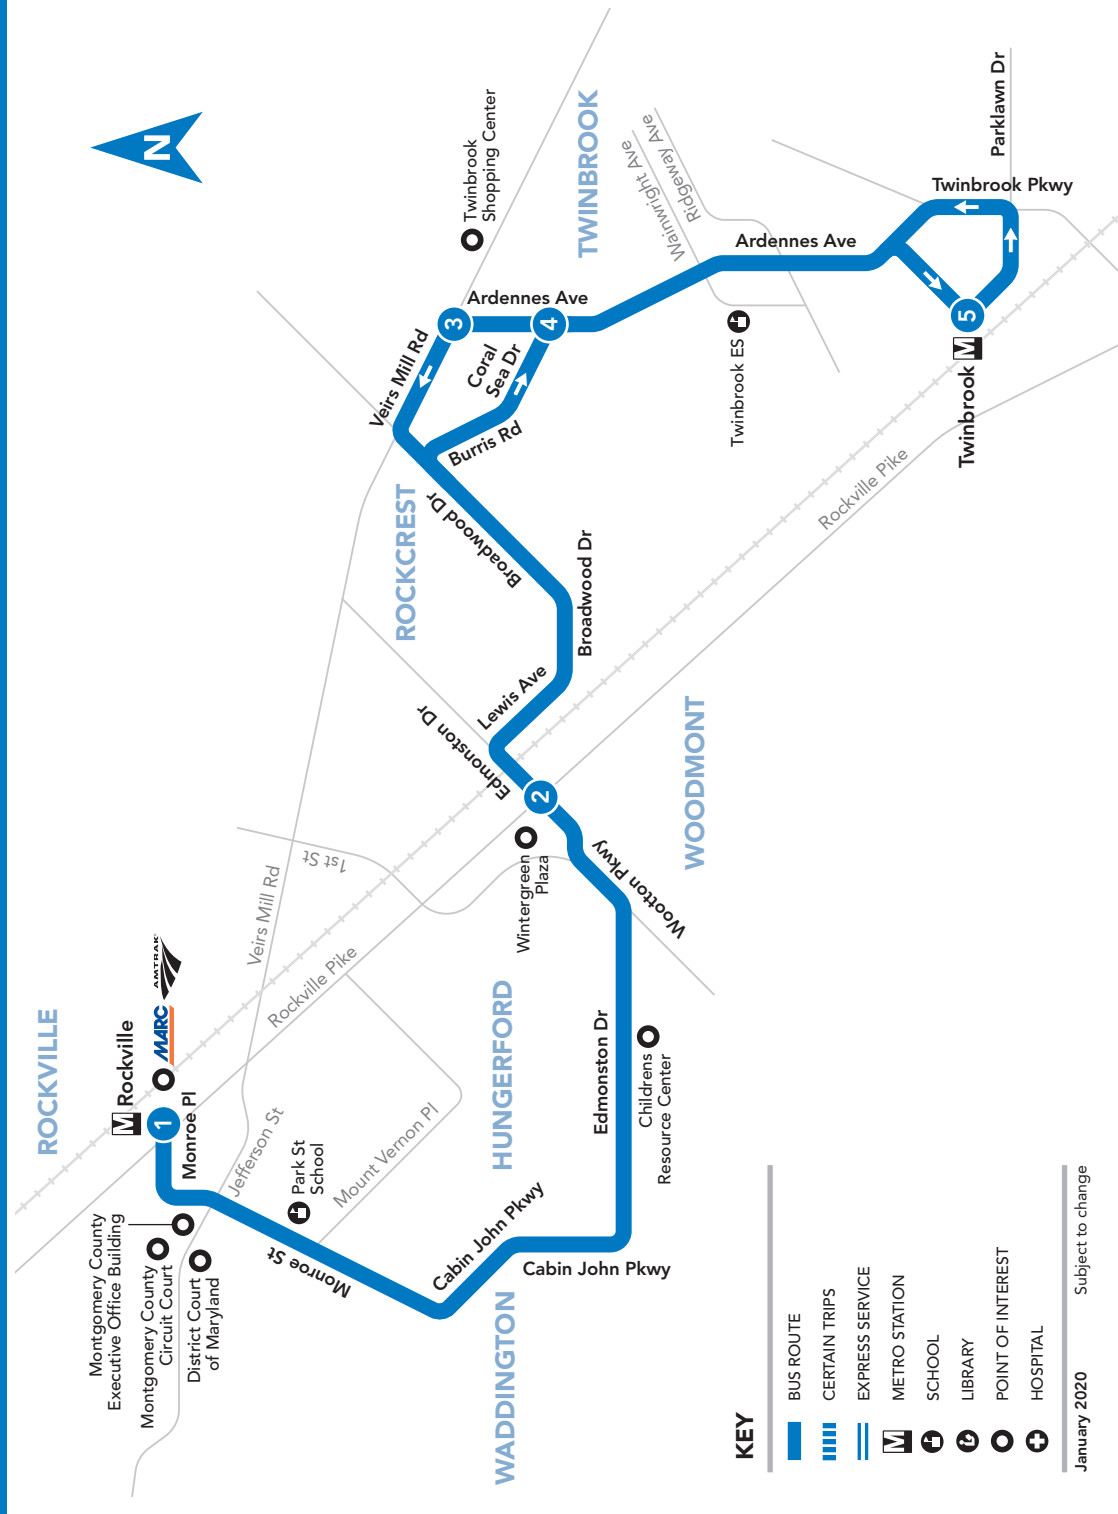 N
ROCKVILLE
M Rockville
MARC
AMTRAK
1
Monroe Pl
Montgomery County
Executive Office Building
Montgomery County
Circuit Court
District Court
of Maryland
Jefferson St
Park St
School
Mount Vernon Pl
Monroe St
Veirs Mill Rd
1st St
Rockville Pike
WADDINGTON
Cabin John Pkwy
Cabin John Pkwy
HUNGERFORD
Edmonston Dr
Childrens
Resource Center
Wintergreen
Plaza
Wootton Pkwy
2
Edmonston Dr
Lewis Ave
WOODMONT
Broadwood Dr
Broadwood Dr
ROCKCREST
Veirs Mill Rd
Burris Rd
Coral
Sea Dr
3
Ardennes Ave
4
Twinbrook
Shopping Center
TWINBROOK
Wainwright Ave
Ridgeway Ave
Twinbrook ES
Ardennes Ave
Rockville Pike
Twinbrook M
5
Twinbrook Pkwy
Parklawn Dr
KEY
BUS ROUTE
CERTAIN TRIPS
EXPRESS SERVICE
M METRO STATION
SCHOOL
LIBRARY
POINT OF INTEREST
HOSPITAL
January 2020
Subject to change